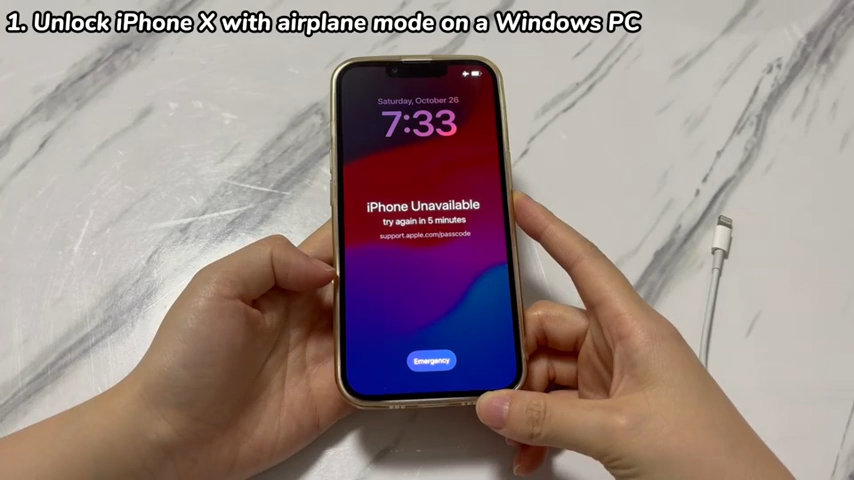 1. Unlock iPhone X with airplane mode on a Windows PC
Saturday, October 26
7:33
iPhone Unavailable
try again in 5 minutes
support.apple.com/passcode
Emergency